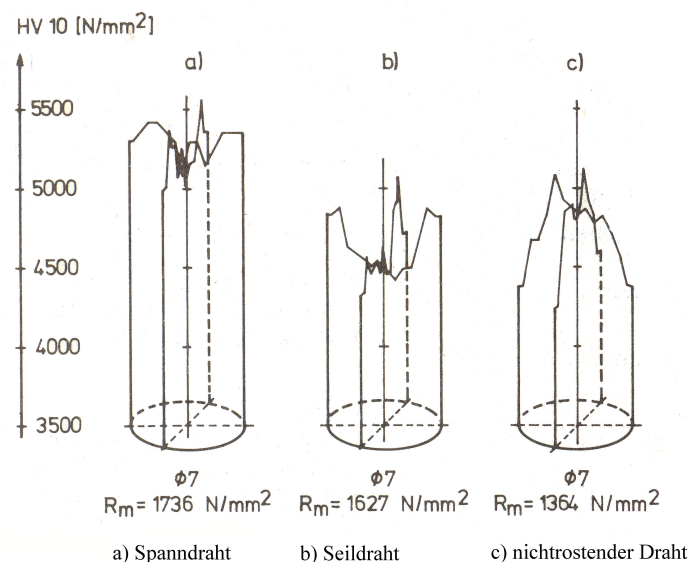 HV 10 [N/mm²]
a) b) c)
5500
5000
4500
4000
3500
ϕ7 ϕ7 ϕ7
Rm= 1736 N/mm² Rm= 1627 N/mm² Rm= 1364 N/mm²
a) Spanndraht b) Seildraht c) nichtrostender Draht